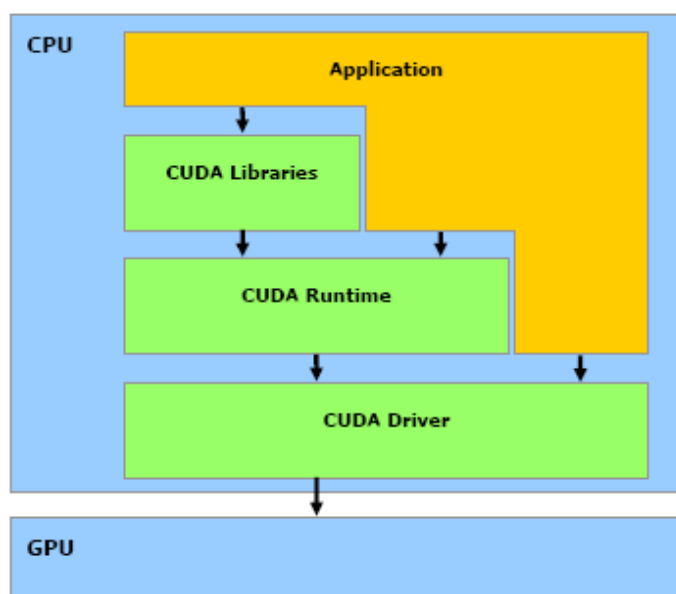 CPU
Application
CUDA Libraries
CUDA Runtime
CUDA Driver
GPU